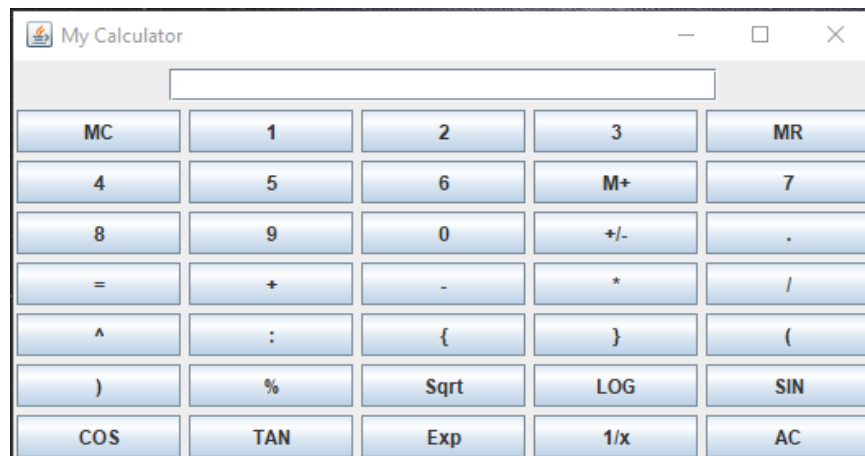 My Calculator
MC 1 2 3 MR
4 5 6 M+ 7
8 9 0 +/- .
= + - * /
^ : { } (
) % Sqrt LOG SIN
COS TAN Exp 1/x AC